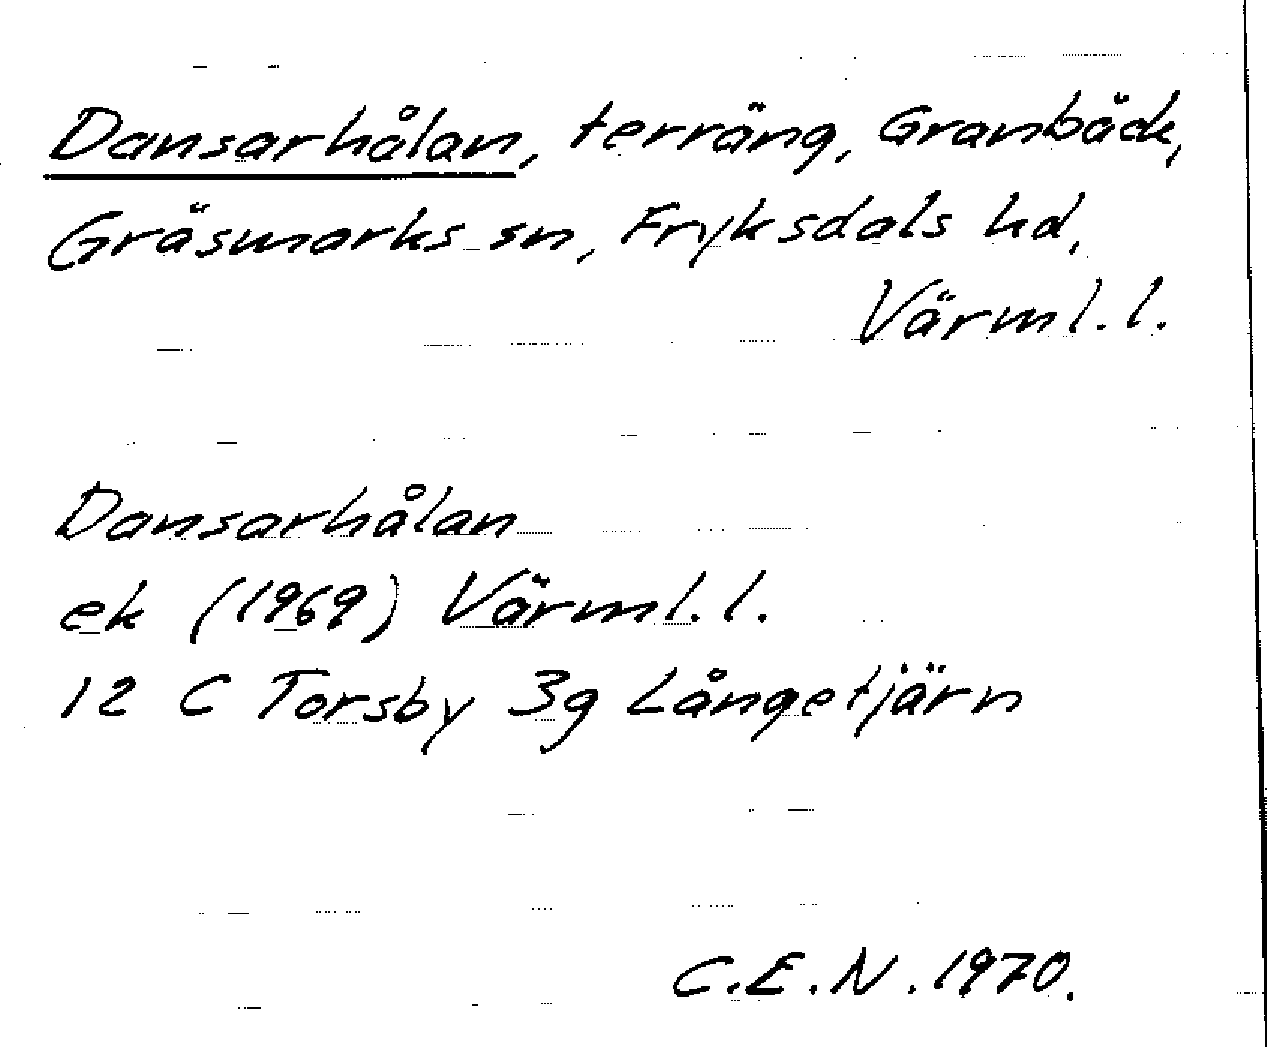 Dansarhålan, terräng, Granbäck,
Gräsmarks sn, Fryksdals hd,
Värml. l.
Dansarhålan
ek (1969) Värml. l.
12 C Torsby 3g Långetjärn
C.E.N. 1970.